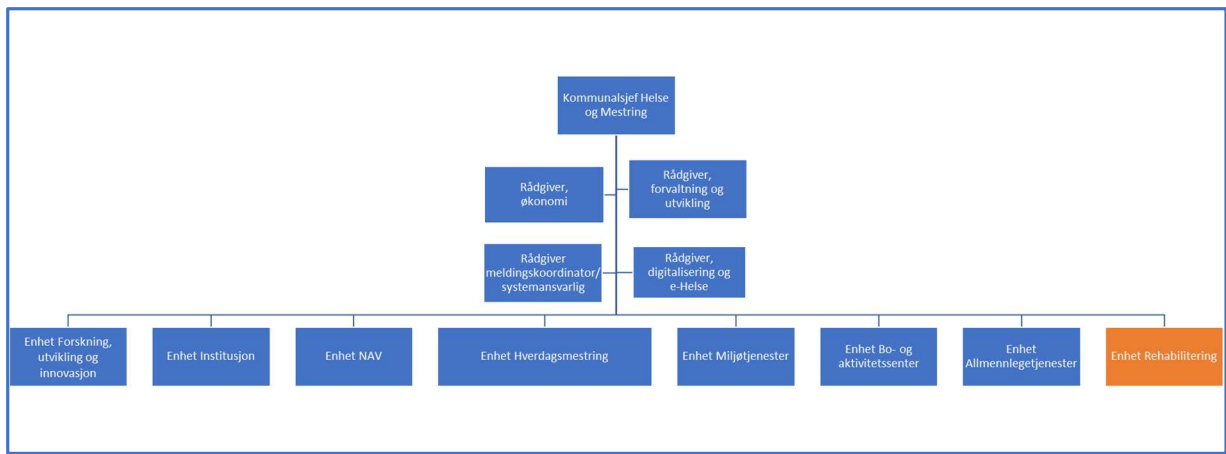 Kommunalsjef Helse
og Mestring
Rådgiver,
økonomi
Rådgiver,
forvaltning og
utvikling
Rådgiver
meldingskoordinator/
systemansvarlig
Rådgiver,
digitalisering og
e-Helse
Enhet Forskning,
utvikling og
innovasjon
Enhet Institusjon
Enhet NAV
Enhet Hverdagsmestring
Enhet Miljøtjenester
Enhet Bo- og
aktivitetssenter
Enhet
Allmennlegetjenester
Enhet Rehabilitering